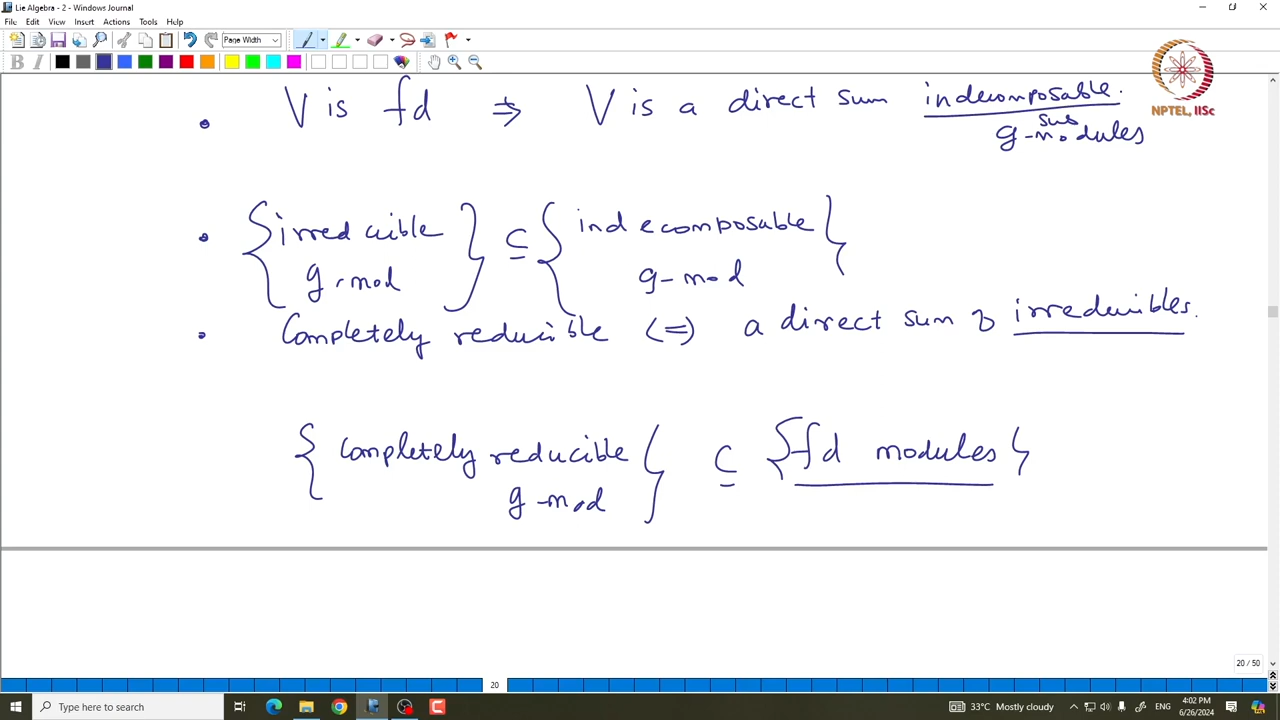 Lie Algebra - 2 - Windows Journal
File Edit View Insert Actions Tools Help
Page Width
B I
NPTEL, IISc
• V is fd ⇒ V is a direct sum indecomposable.
g-submodules
• { irreducible g-mod } ⊆ { indecomposable g-mod }
• Completely reducible (=) a direct sum of irreducibles.
{ completely reducible g-mod } ⊆ { fd modules }
20 / 50
20
Type here to search
33°C Mostly cloudy
ENG
4:02 PM
6/26/2024